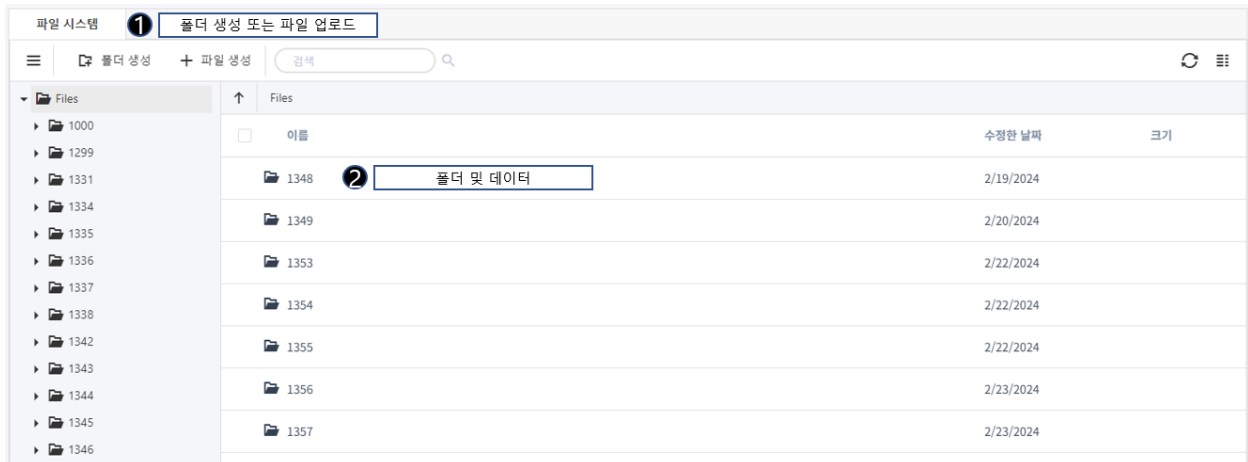 파일 시스템
1 폴더 생성 또는 파일 업로드
폴더 생성
파일 생성
검색
Files
1000
1299
1331
1334
1335
1336
1337
1338
1342
1343
1344
1345
1346
Files
이름 수정한 날짜 크기
1348 2 폴더 및 데이터 2/19/2024
1349 2/20/2024
1353 2/22/2024
1354 2/22/2024
1355 2/22/2024
1356 2/23/2024
1357 2/23/2024